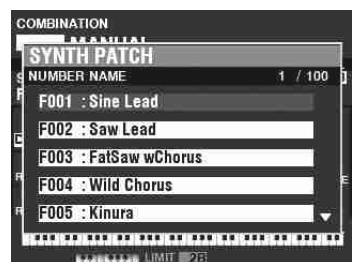 COMBINATION
SYNTH PATCH
NUMBER NAME 1 / 100
F001 : Sine Lead
F002 : Saw Lead
F003 : FatSaw wChorus
F004 : Wild Chorus
F005 : Kinura
LIMIT 28